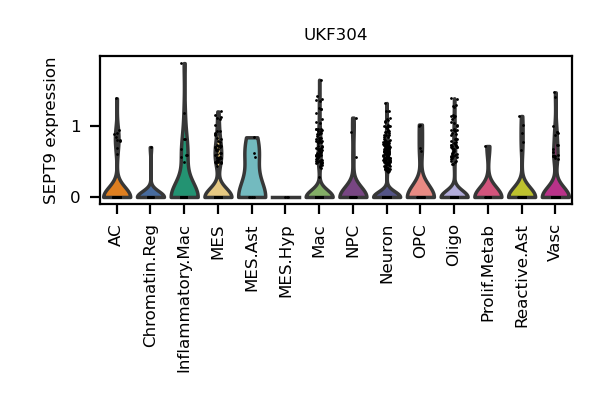 UKF304
SEPT9 expression
1
0
AC
Chromatin.Reg
Inflammatory.Mac
MES
MES.Ast
MES.Hyp
Mac
NPC
Neuron
OPC
Oligo
Prolif.Metab
Reactive.Ast
Vasc